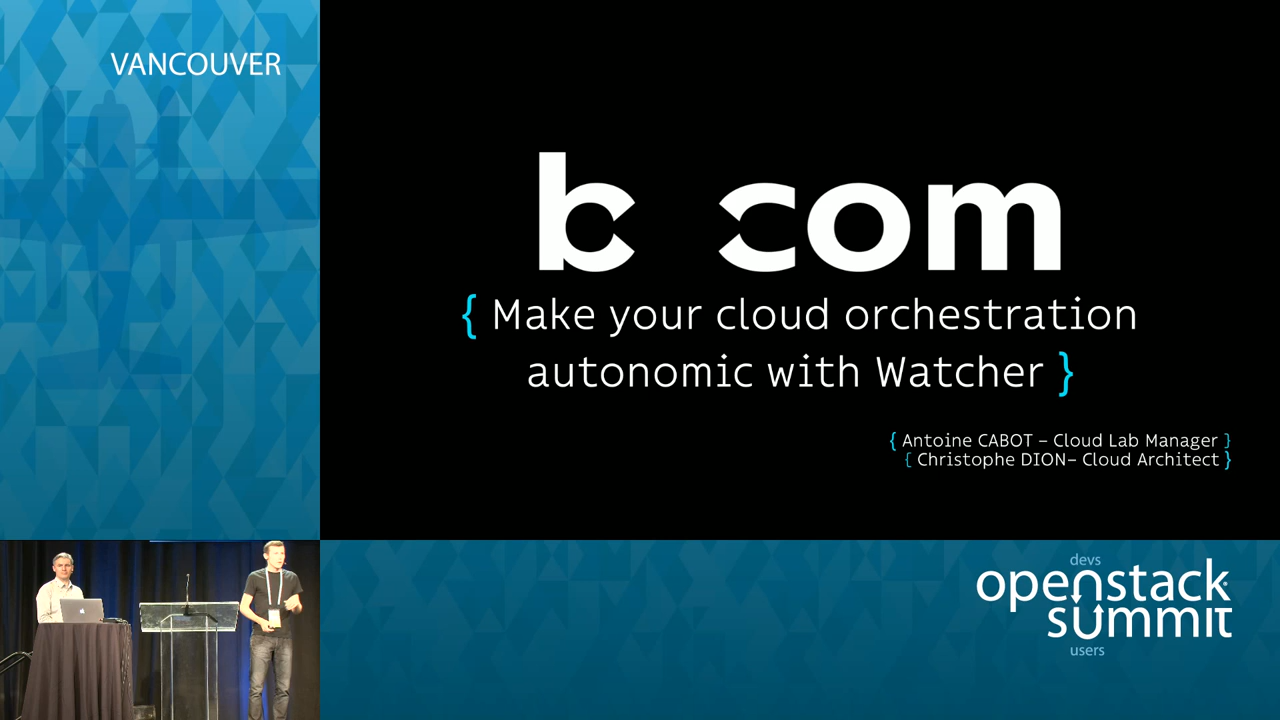 VANCOUVER
b com
{ Make your cloud orchestration
autonomic with Watcher }
{ Antoine CABOT – Cloud Lab Manager }
{ Christophe DION– Cloud Architect }
devs
openstack
summit
users